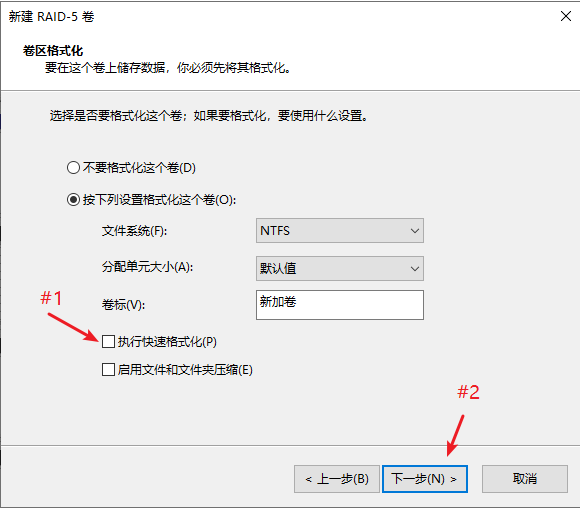 新建 RAID-5 卷
卷区格式化
要在这个卷上储存数据，你必须先将其格式化。
选择是否要格式化这个卷；如果要格式化，要使用什么设置。
不要格式化这个卷(D)
按下列设置格式化这个卷(O):
文件系统(F): NTFS
分配单元大小(A): 默认值
卷标(V): 新加卷
#1
执行快速格式化(P)
启用文件和文件夹压缩(E)
#2
< 上一步(B) 下一步(N) > 取消